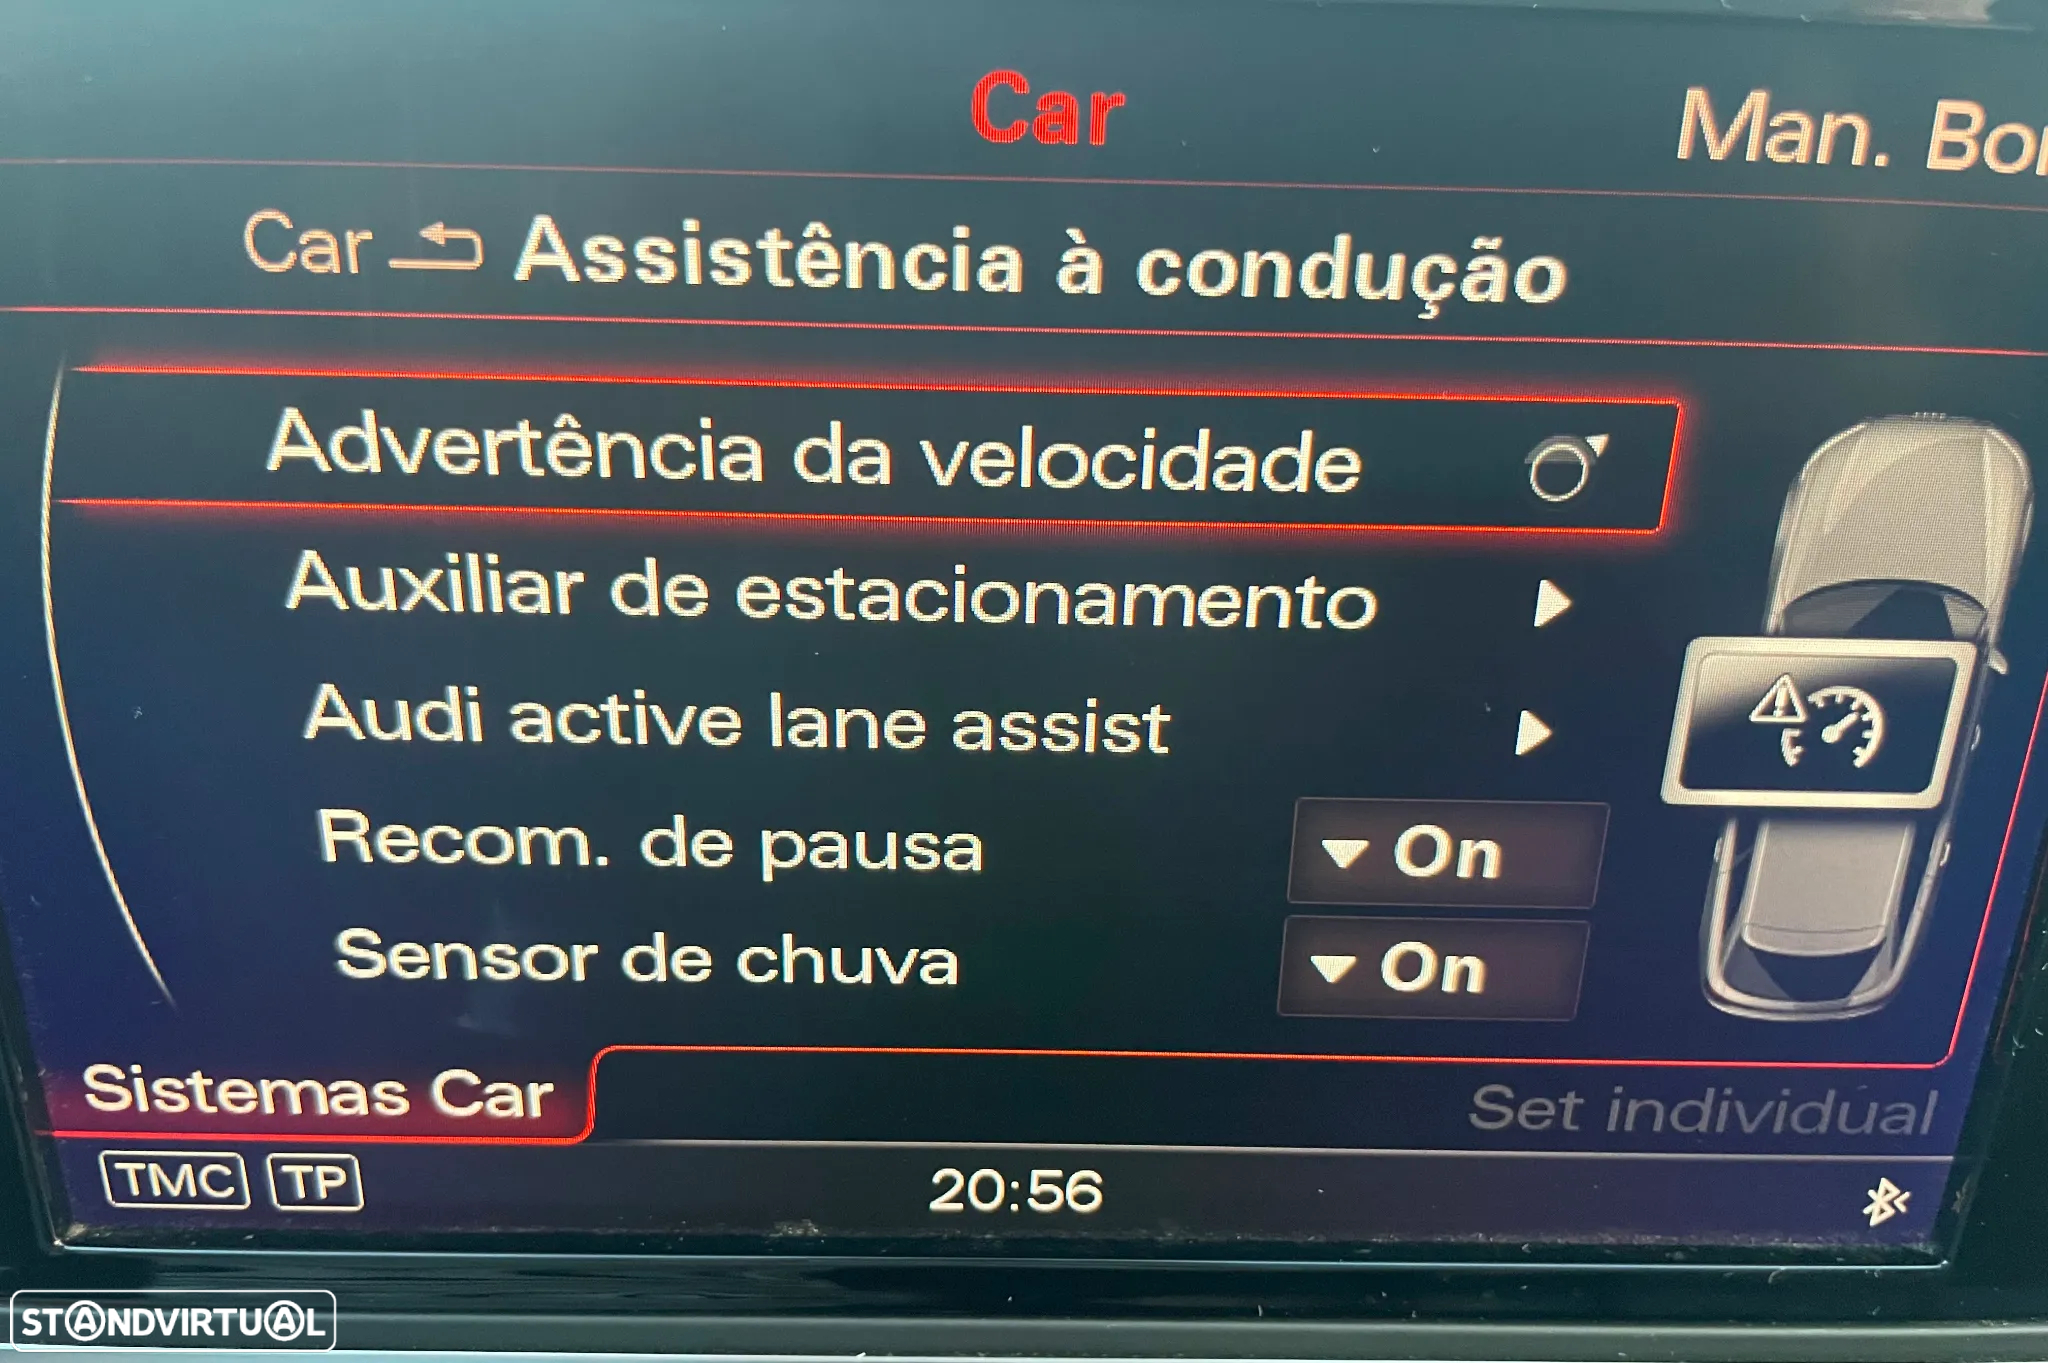 Car
Man. Bo
Car Assistência à condução
Advertência da velocidade
Auxiliar de estacionamento
Audi active lane assist
Recom. de pausa On
Sensor de chuva On
Sistemas Car
Set individual
TMC TP 20:56
STANDVIRTUAL